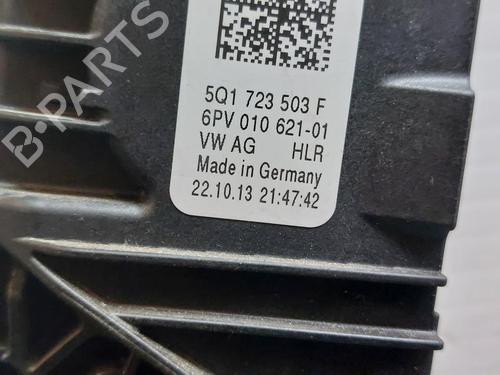 B-PARTS
5Q1 723 503 F
6PV 010 621-01
VW AG HLR
Made in Germany
22.10.13 21:47:42